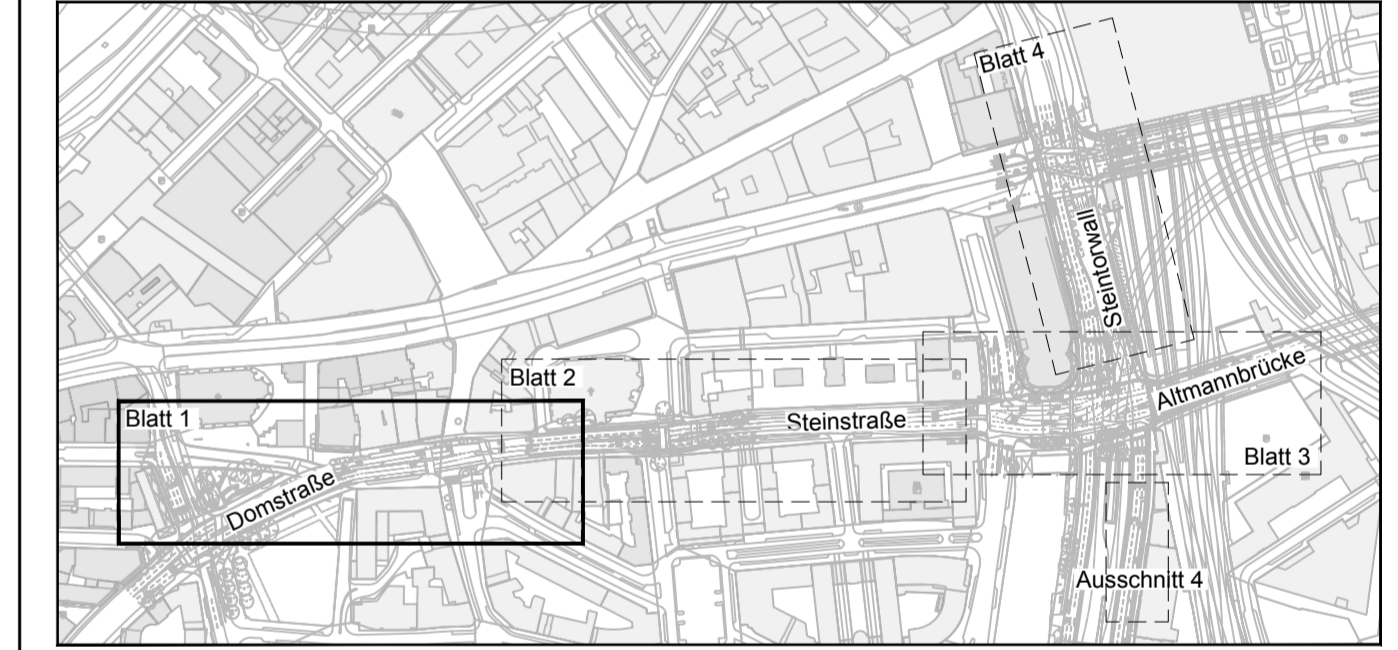 Blatt 4
Steintorwall
Altmannbrücke
Blatt 2
Blatt 1
Steinstraße
Blatt 3
Domstraße
Ausschnitt 4